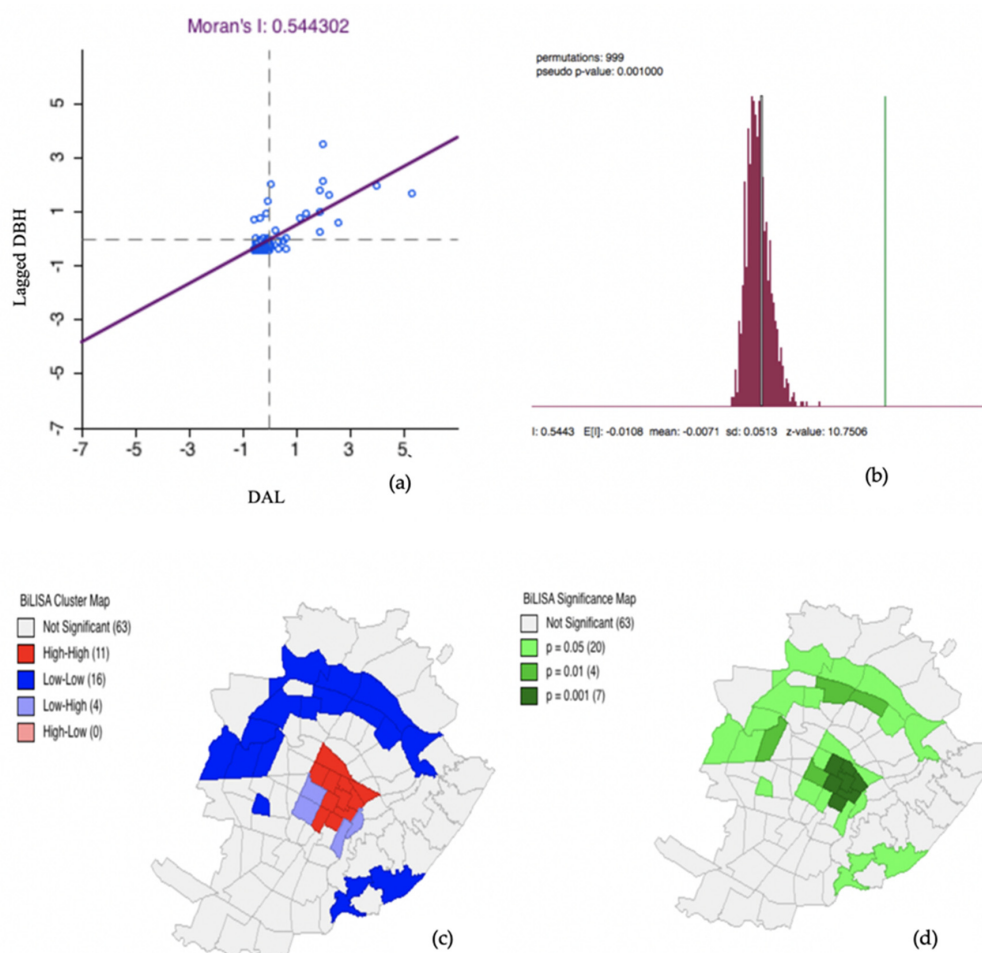 Moran's I: 0.544302
Lagged DBH
5
3
1
-1
-3
-5
-7
-7
-5
-3
-1
1
3
5
DAL
(a)
permutations: 999
pseudo p-value: 0.001000
I: 0.5443 E[I]: -0.0108 mean: -0.0071 sd: 0.0513 z-value: 10.7506
(b)
BiLISA Cluster Map
Not Significant (63)
High-High (11)
Low-Low (16)
Low-High (4)
High-Low (0)
(c)
BiLISA Significance Map
Not Significant (63)
p = 0.05 (20)
p = 0.01 (4)
p = 0.001 (7)
(d)